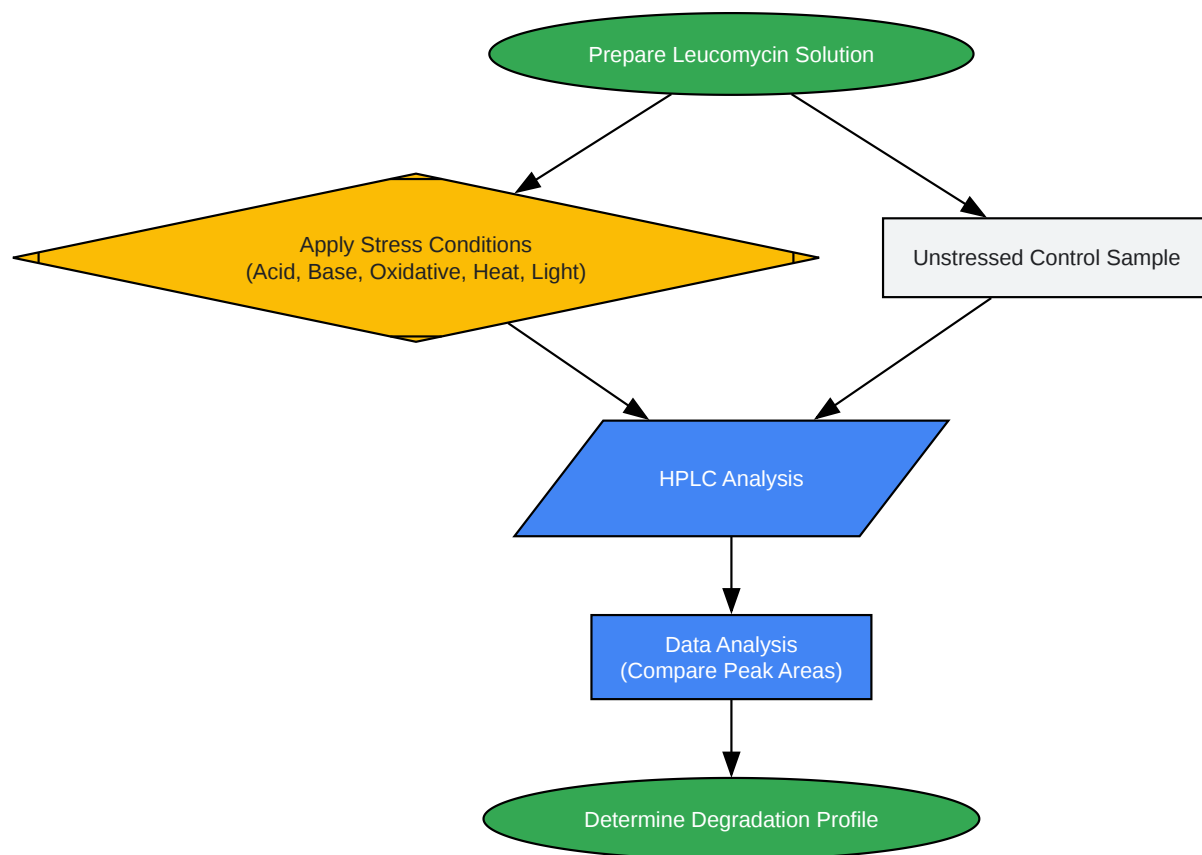 Prepare Leucomycin Solution
Apply Stress Conditions
(Acid, Base, Oxidative, Heat, Light)
Unstressed Control Sample
HPLC Analysis
Data Analysis
(Compare Peak Areas)
Determine Degradation Profile